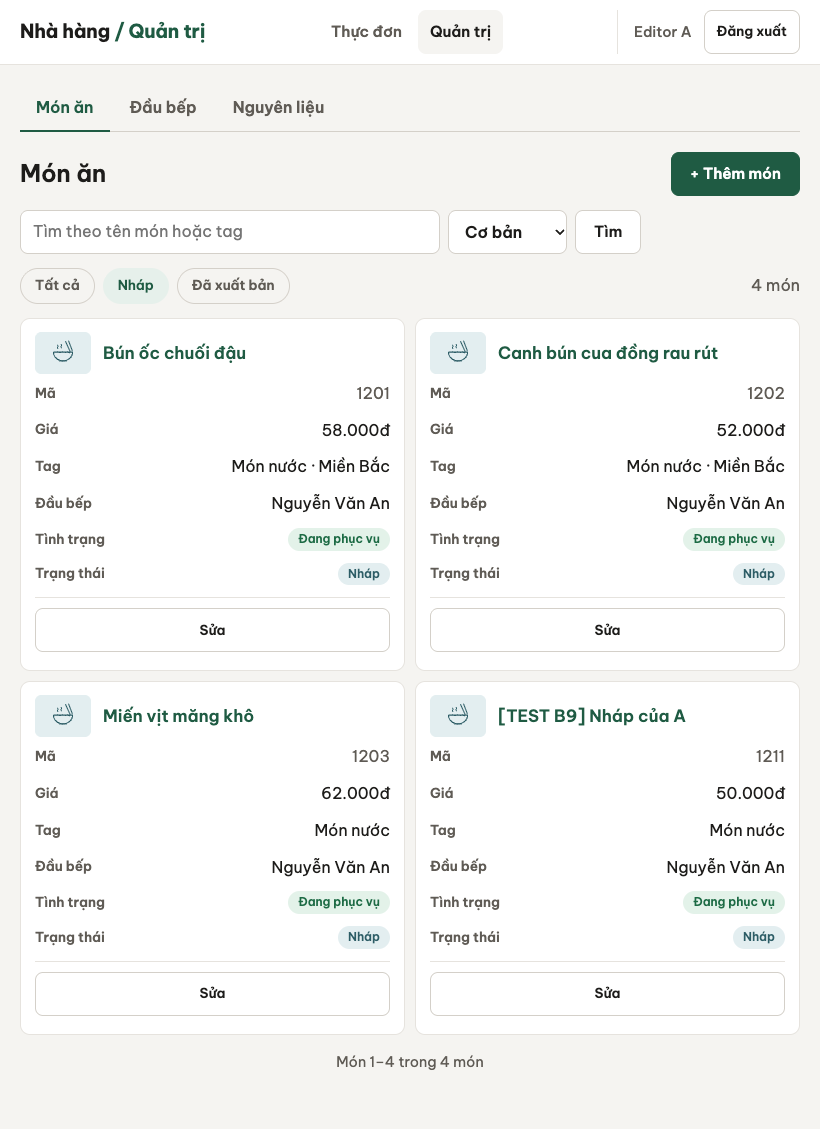 Nhà hàng / Quản trị
Thực đơn
Quản trị
Editor A
Đăng xuất
Món ăn
Đầu bếp
Nguyên liệu
Món ăn
+ Thêm món
Tìm theo tên món hoặc tag
Cơ bản
Tìm
Tất cả
Nháp
Đã xuất bản
4 món
Bún ốc chuối đậu
Mã 1201
Giá 58.000đ
Tag Món nước · Miền Bắc
Đầu bếp Nguyễn Văn An
Tình trạng Đang phục vụ
Trạng thái Nháp
Sửa
Canh bún cua đồng rau rút
Mã 1202
Giá 52.000đ
Tag Món nước · Miền Bắc
Đầu bếp Nguyễn Văn An
Tình trạng Đang phục vụ
Trạng thái Nháp
Sửa
Miến vịt măng khô
Mã 1203
Giá 62.000đ
Tag Món nước
Đầu bếp Nguyễn Văn An
Tình trạng Đang phục vụ
Trạng thái Nháp
Sửa
[TEST B9] Nháp của A
Mã 1211
Giá 50.000đ
Tag Món nước
Đầu bếp Nguyễn Văn An
Tình trạng Đang phục vụ
Trạng thái Nháp
Sửa
Món 1–4 trong 4 món